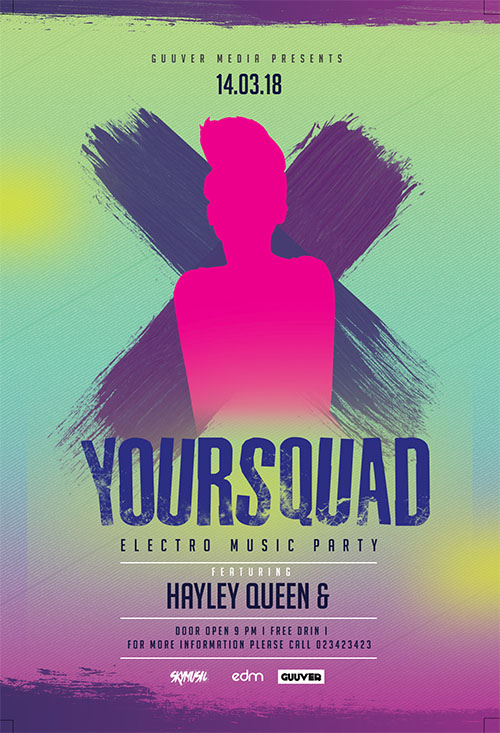 GUUVER MEDIA PRESENTS
14.03.18
YOURSQUAD
ELECTRO MUSIC PARTY
FEATURING
HAYLEY QUEEN &
DOOR OPEN 9 PM I FREE DRIN I
FOR MORE INFORMATION PLEASE CALL 023423423
SKYMUSIC edm GUUVER